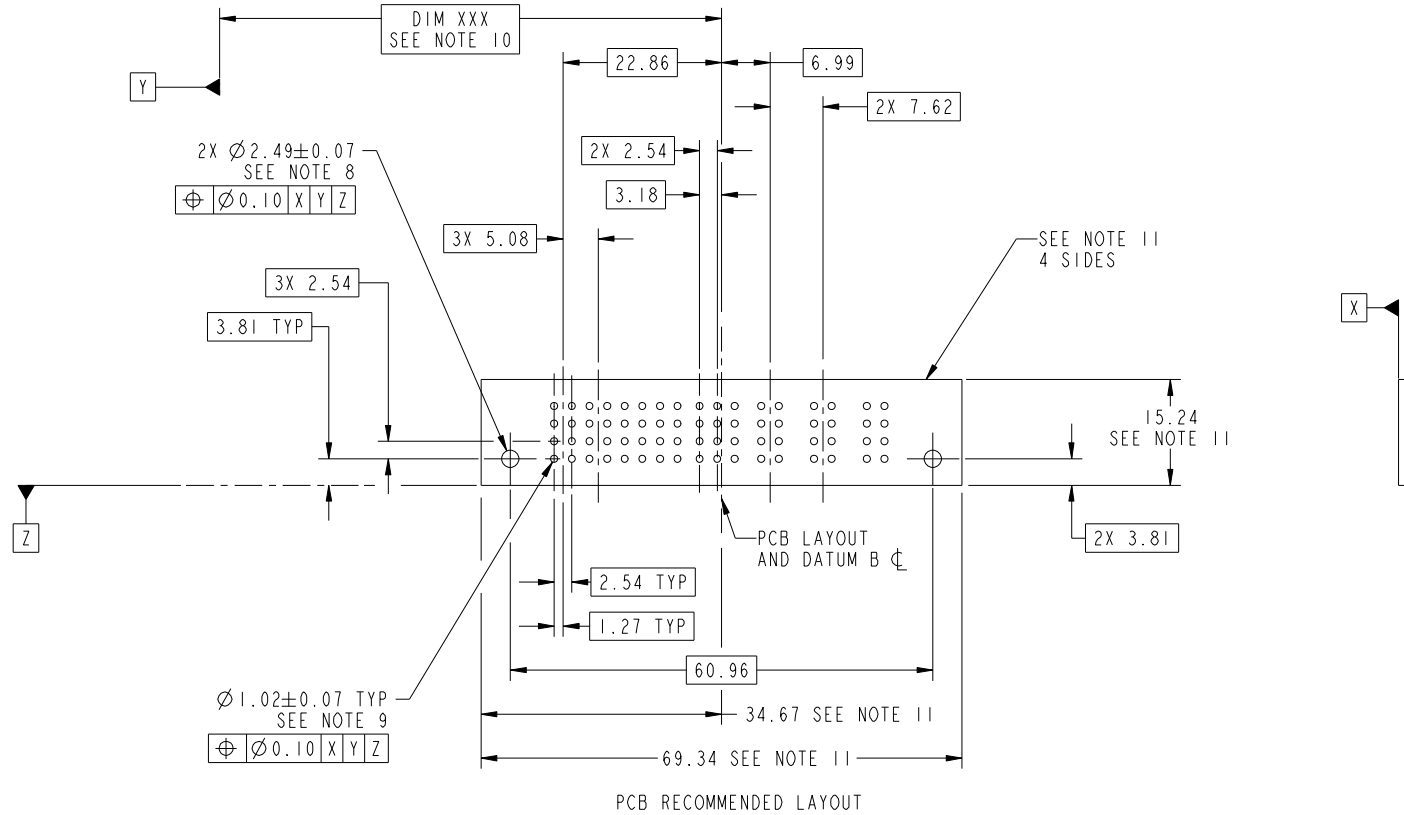 DIM XXX
SEE NOTE 10
22.86
6.99
Y
2X 7.62
2X Ø2.49±0.07
SEE NOTE 8
⌖ Ø0.10 X Y Z
2X 2.54
3.18
3X 5.08
SEE NOTE 11
4 SIDES
3X 2.54
X
3.81 TYP
15.24
SEE NOTE 11
Z
PCB LAYOUT
AND DATUM B ℄
2X 3.81
2.54 TYP
1.27 TYP
60.96
Ø1.02±0.07 TYP
SEE NOTE 9
⌖ Ø0.10 X Y Z
34.67 SEE NOTE 11
69.34 SEE NOTE 11
PCB RECOMMENDED LAYOUT